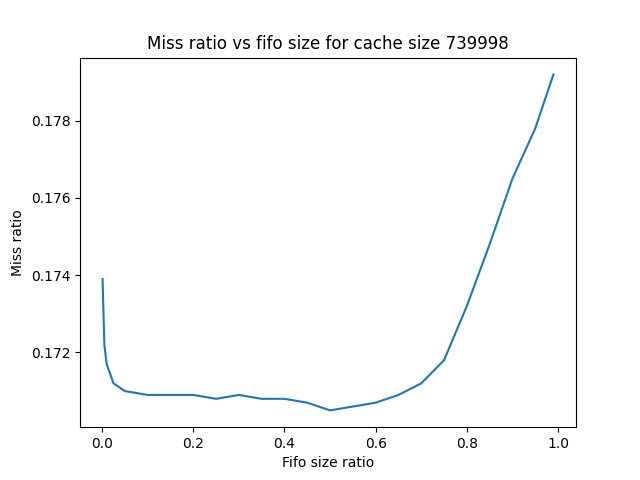 Miss ratio vs fifo size for cache size 739998
0.178
0.176
0.174
0.172
Miss ratio
0.0 0.2 0.4 0.6 0.8 1.0
Fifo size ratio